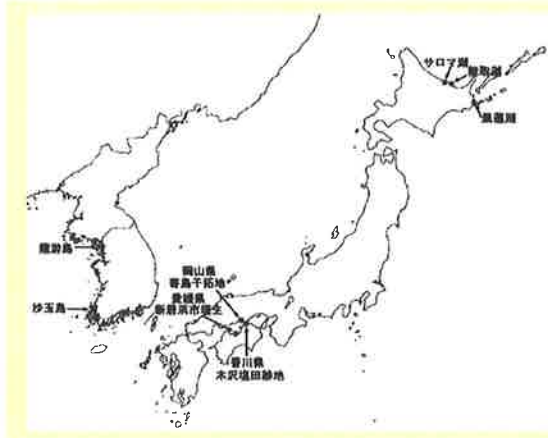 サロマ湖
能取湖
風蓮川
龍游島
沙玉島
岡山県
寄島干拓地
愛媛県
新居浜市垣生
香川県
木沢塩田跡地